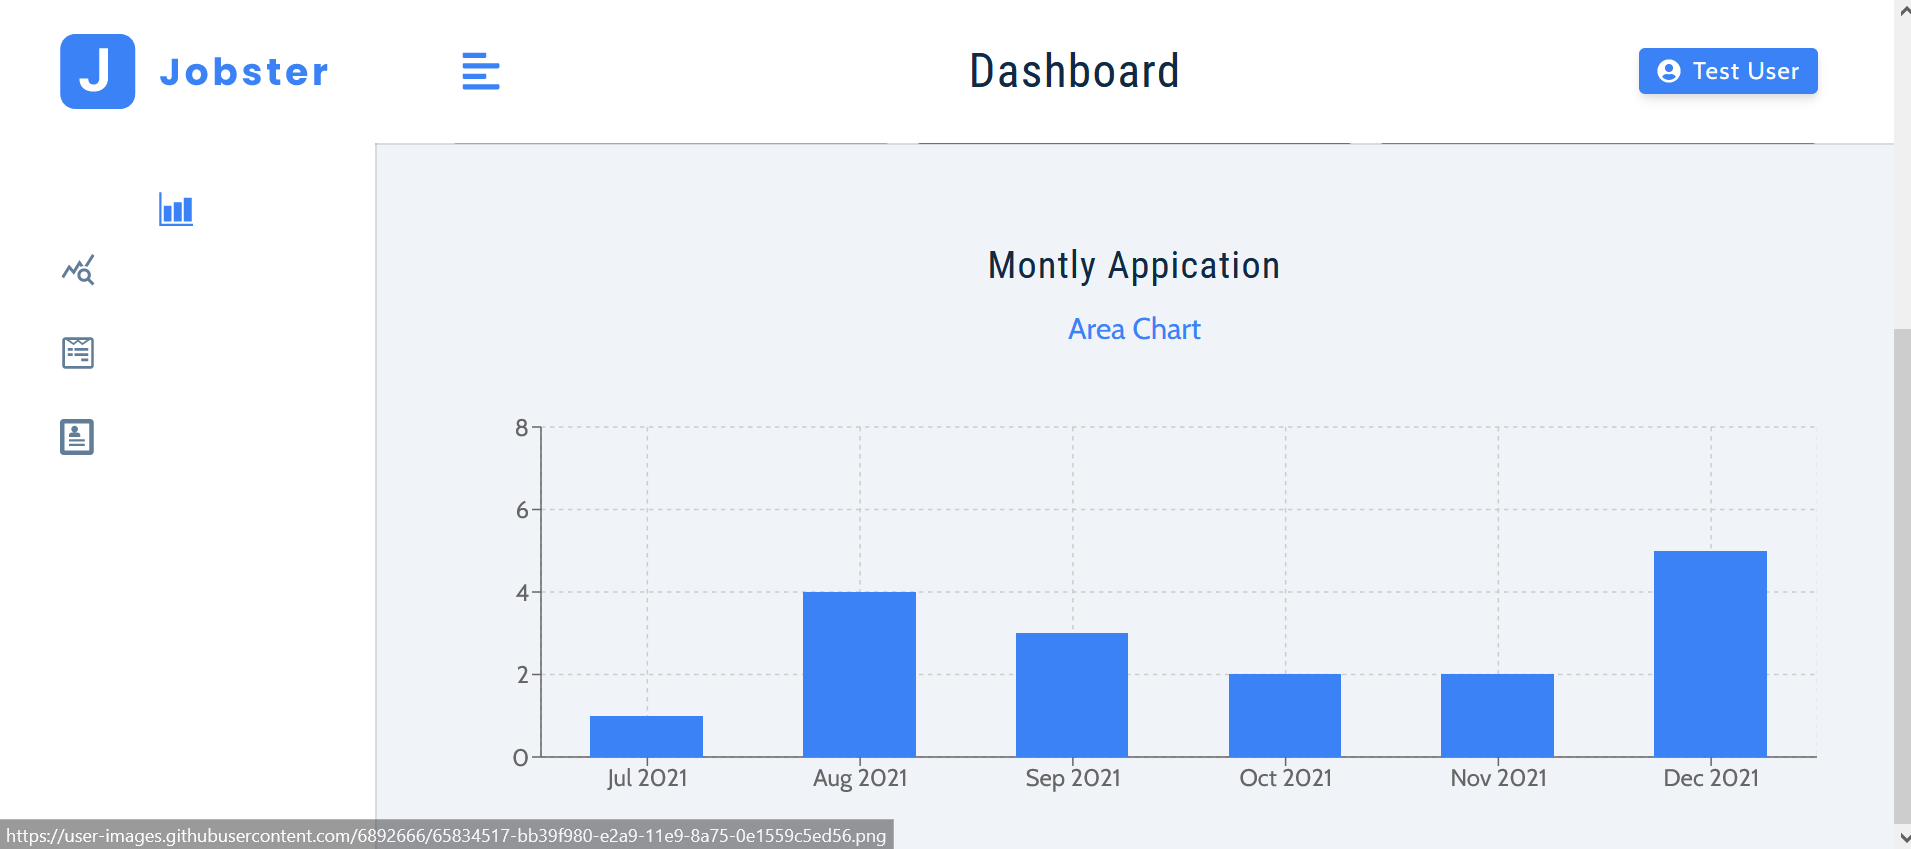 J Jobster
Dashboard
Test User
Montly Appication
Area Chart
8
6
4
2
0
Jul 2021 Aug 2021 Sep 2021 Oct 2021 Nov 2021 Dec 2021
https://user-images.githubusercontent.com/6892666/65834517-bb39f980-e2a9-11e9-8a75-0e1559c5ed56.png